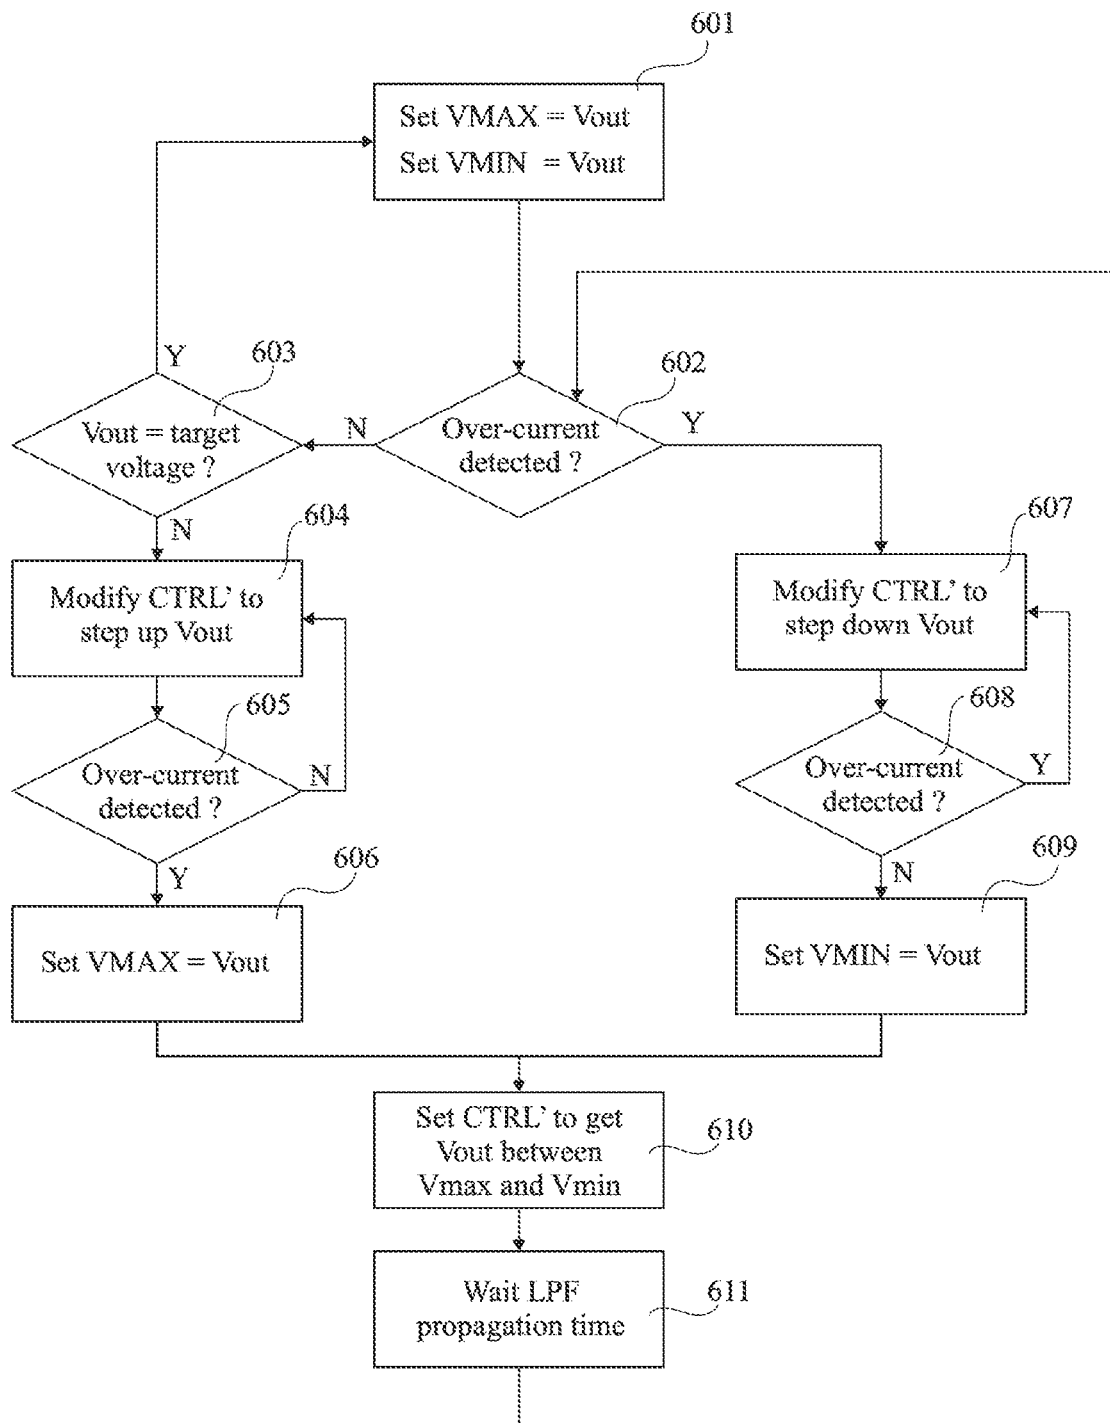 601
Set VMAX = Vout
Set VMIN = Vout
603
Y
Vout = target
voltage ?
N
602
Over-current
detected ?
N
Y
604
Modify CTRL' to
step up Vout
607
Modify CTRL' to
step down Vout
605
Over-current
detected ?
N
Y
608
Over-current
detected ?
Y
N
606
Set VMAX = Vout
609
Set VMIN = Vout
Set CTRL' to get
Vout between
Vmax and Vmin
610
Wait LPF
propagation time
611